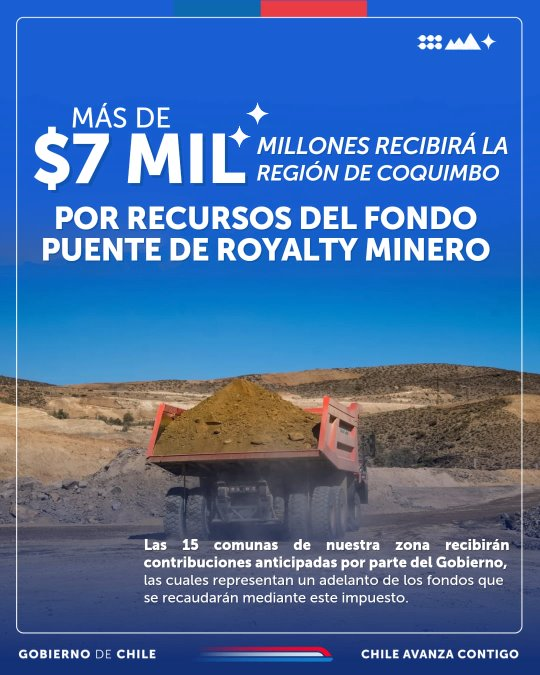 MÁS DE
$7 MIL
MILLONES RECIBIRÁ LA
REGIÓN DE COQUIMBO
POR RECURSOS DEL FONDO
PUENTE DE ROYALTY MINERO
Las 15 comunas de nuestra zona recibirán
contribuciones anticipadas por parte del Gobierno,
las cuales representan un adelanto de los fondos que
se recaudarán mediante este impuesto.
GOBIERNO DE CHILE
CHILE AVANZA CONTIGO